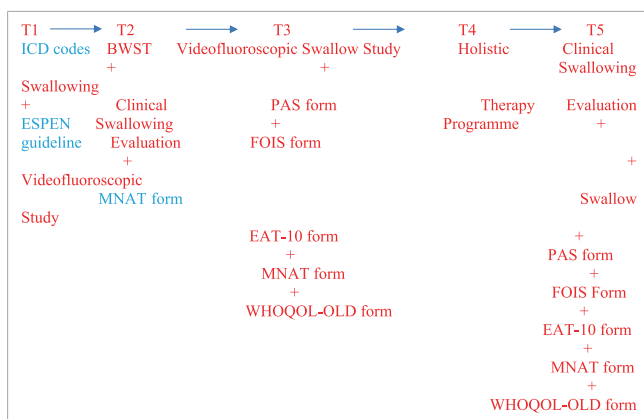 T1 T2 T3 T4 T5
ICD codes BWST Videofluoroscopic Swallow Study Holistic Clinical
+ + Swallowing
Swallowing
+ Clinical PAS form Therapy Evaluation
ESPEN Swallowing + Programme +
guideline Evaluation FOIS form
+ +
Videofluoroscopic
MNAT form Swallow
Study
EAT-10 form +
+ PAS form
MNAT form +
+ FOIS Form
WHOQOL-OLD form +
EAT-10 form
+
MNAT form
+
WHOQOL-OLD form